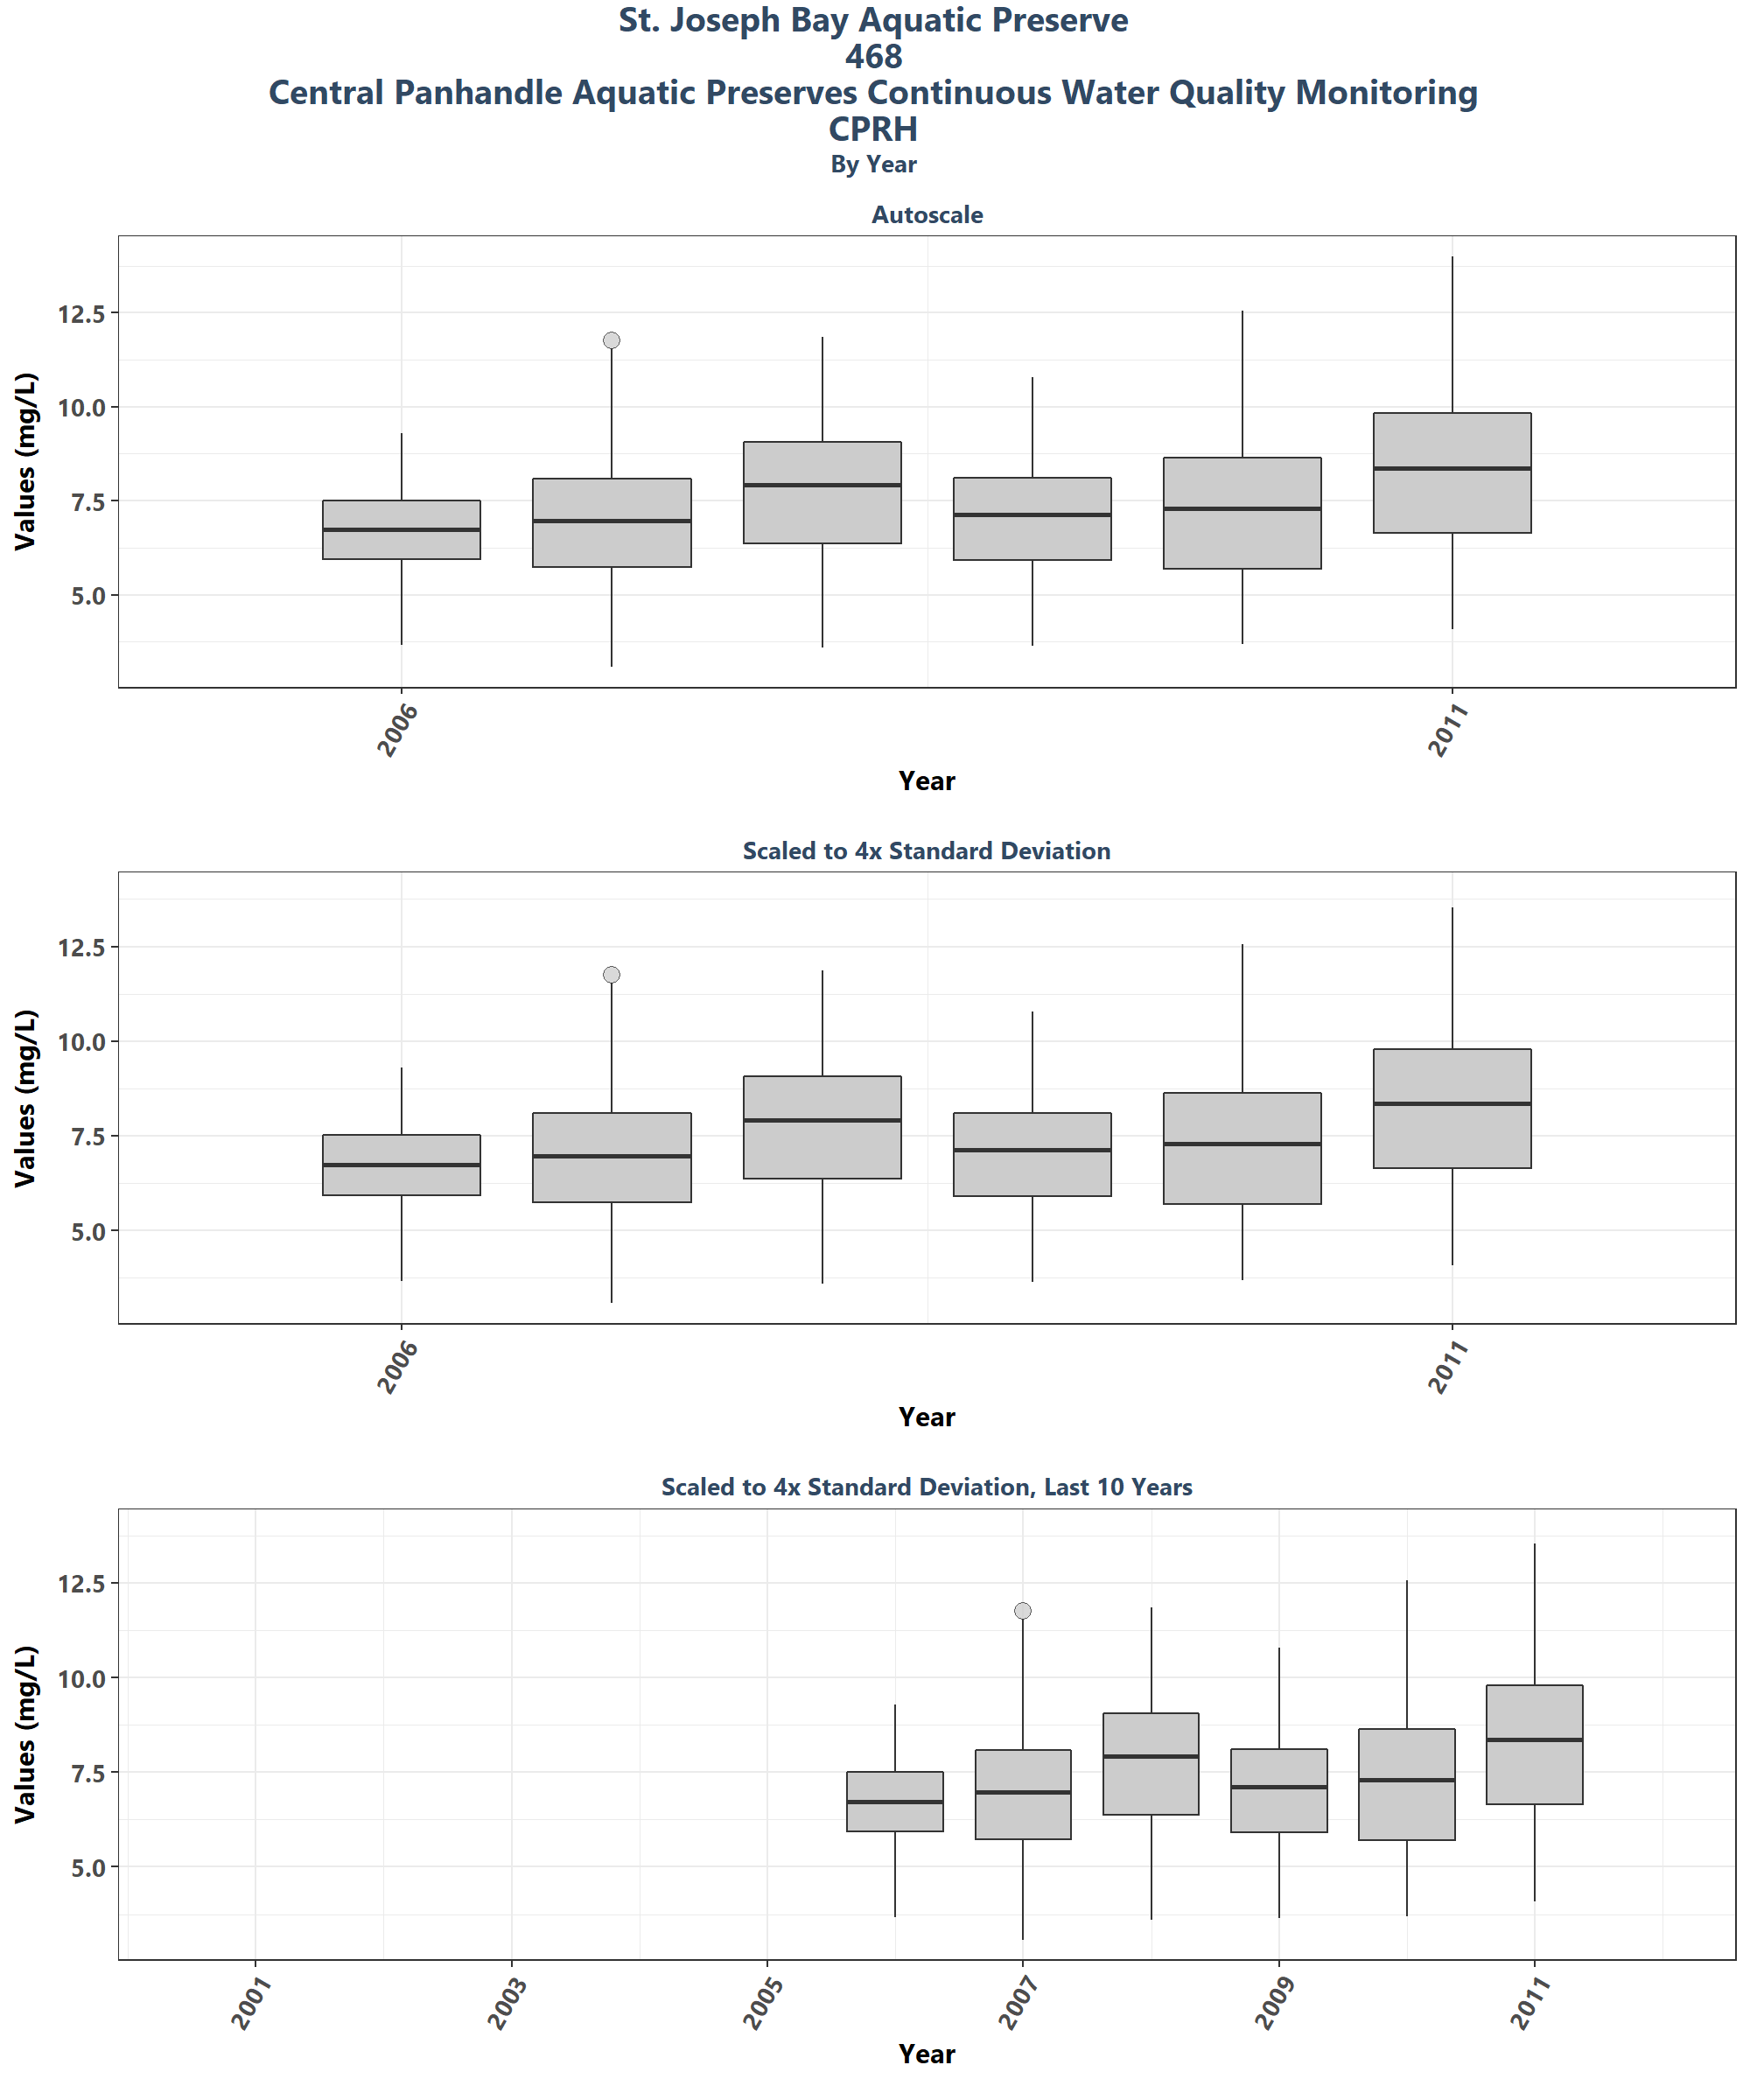 St. Joseph Bay Aquatic Preserve
468
Central Panhandle Aquatic Preserves Continuous Water Quality Monitoring
CPRH
By Year
Autoscale
Values (mg/L)
12.5
10.0
7.5
5.0
2006
2011
Year
Scaled to 4x Standard Deviation
Values (mg/L)
12.5
10.0
7.5
5.0
2006
2011
Year
Scaled to 4x Standard Deviation, Last 10 Years
Values (mg/L)
12.5
10.0
7.5
5.0
2001
2003
2005
2007
2009
2011
Year